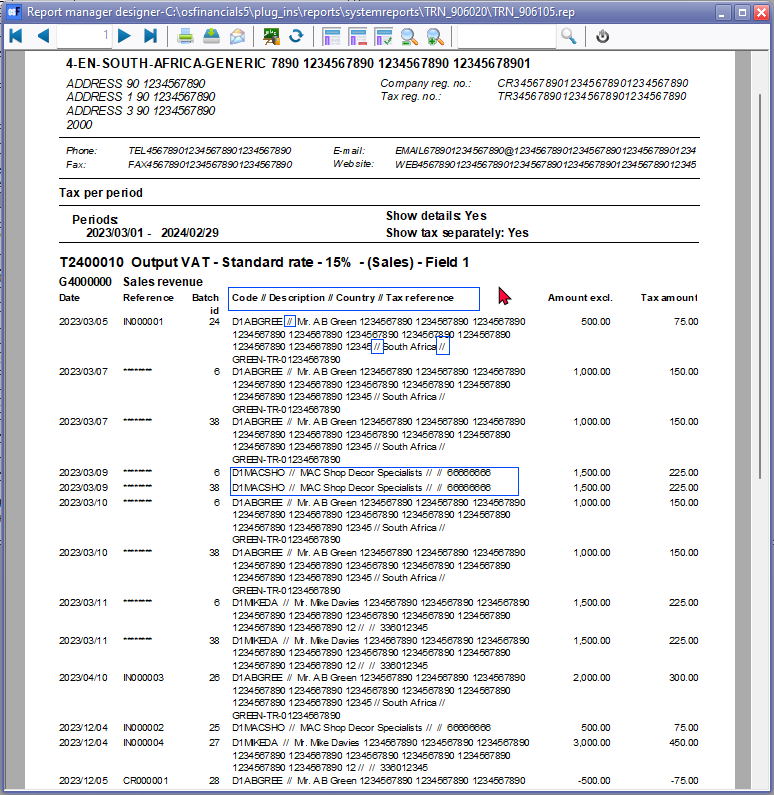 Report manager designer-C:\osfinancials5\plug_ins\reports\systemreports\TRN_906020\TRN_906105.rep
1
4-EN-SOUTH-AFRICA-GENERIC 7890 1234567890 1234567890 12345678901
ADDRESS 90 1234567890 Company reg. no.: CR3456789012345678901234567890
ADDRESS 1 90 1234567890 Tax reg. no.: TR3456789012345678901234567890
ADDRESS 3 90 1234567890
2000
Phone: TEL456789012345678901234567890 E-mail: EMAIL678901234567890@1234567890123456789012345678901234
Fax: FAX456789012345678901234567890 Website: WEB4567890123456789012345678901234567890123456789012345
Tax per period
Periods: Show details: Yes
2023/03/01 - 2024/02/29 Show tax separately: Yes
T2400010 Output VAT - Standard rate - 15% - (Sales) - Field 1
G4000000 Sales revenue
Date Reference Batch id Code // Description // Country // Tax reference Amount excl. Tax amount
2023/03/05 IN000001 24 D1ABGREE // Mr. A B Green 1234567890 1234567890 1234567890 500.00 75.00
1234567890 1234567890 1234567890 1234567890 1234567890
1234567890 1234567890 12345 // South Africa //
GREEN-TR-01234567890
2023/03/07 ******** 6 D1ABGREE // Mr. A B Green 1234567890 1234567890 1234567890 1,000.00 150.00
1234567890 1234567890 1234567890 1234567890 1234567890
1234567890 1234567890 12345 // South Africa //
GREEN-TR-01234567890
2023/03/07 ******** 38 D1ABGREE // Mr. A B Green 1234567890 1234567890 1234567890 1,000.00 150.00
1234567890 1234567890 1234567890 1234567890 1234567890
1234567890 1234567890 12345 // South Africa //
GREEN-TR-01234567890
2023/03/09 ******** 6 D1MACSHO // MAC Shop Decor Specialists // // 66666666 1,500.00 225.00
2023/03/09 ******** 38 D1MACSHO // MAC Shop Decor Specialists // // 66666666 1,500.00 225.00
2023/03/10 ******** 6 D1ABGREE // Mr. A B Green 1234567890 1234567890 1234567890 1,000.00 150.00
1234567890 1234567890 1234567890 1234567890 1234567890
1234567890 1234567890 12345 // South Africa //
GREEN-TR-01234567890
2023/03/10 ******** 38 D1ABGREE // Mr. A B Green 1234567890 1234567890 1234567890 1,000.00 150.00
1234567890 1234567890 1234567890 1234567890 1234567890
1234567890 1234567890 12345 // South Africa //
GREEN-TR-01234567890
2023/03/11 ******** 6 D1MIKEDA // Mr. Mike Davies 1234567890 1234567890 1234567890 1,500.00 225.00
1234567890 1234567890 1234567890 1234567890 1234567890
1234567890 1234567890 12 // // 336012345
2023/03/11 ******** 38 D1MIKEDA // Mr. Mike Davies 1234567890 1234567890 1234567890 1,500.00 225.00
1234567890 1234567890 1234567890 1234567890 1234567890
1234567890 1234567890 12 // // 336012345
2023/04/10 IN000003 26 D1ABGREE // Mr. A B Green 1234567890 1234567890 1234567890 2,000.00 300.00
1234567890 1234567890 1234567890 1234567890 1234567890
1234567890 1234567890 12345 // South Africa //
GREEN-TR-01234567890
2023/12/04 IN000002 25 D1MACSHO // MAC Shop Decor Specialists // // 66666666 500.00 75.00
2023/12/04 IN000004 27 D1MIKEDA // Mr. Mike Davies 1234567890 1234567890 1234567890 3,000.00 450.00
1234567890 1234567890 1234567890 1234567890 1234567890
1234567890 1234567890 12 // // 336012345
2023/12/05 CR000001 28 D1ABGREE // Mr. A B Green 1234567890 1234567890 1234567890 -500.00 -75.00